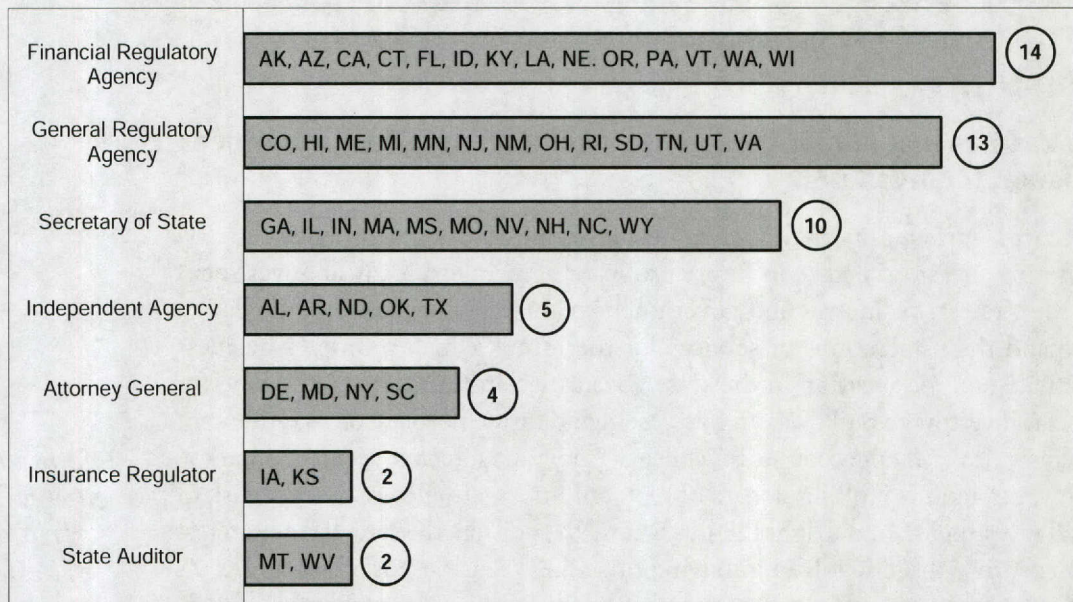 Financial Regulatory
Agency
AK, AZ, CA, CT, FL, ID, KY, LA, NE. OR, PA, VT, WA, WI
14
General Regulatory
Agency
CO, HI, ME, MI, MN, NJ, NM, OH, RI, SD, TN, UT, VA
13
Secretary of State
GA, IL, IN, MA, MS, MO, NV, NH, NC, WY
10
Independent Agency
AL, AR, ND, OK, TX
5
Attorney General
DE, MD, NY, SC
4
Insurance Regulator
IA, KS
2
State Auditor
MT, WV
2